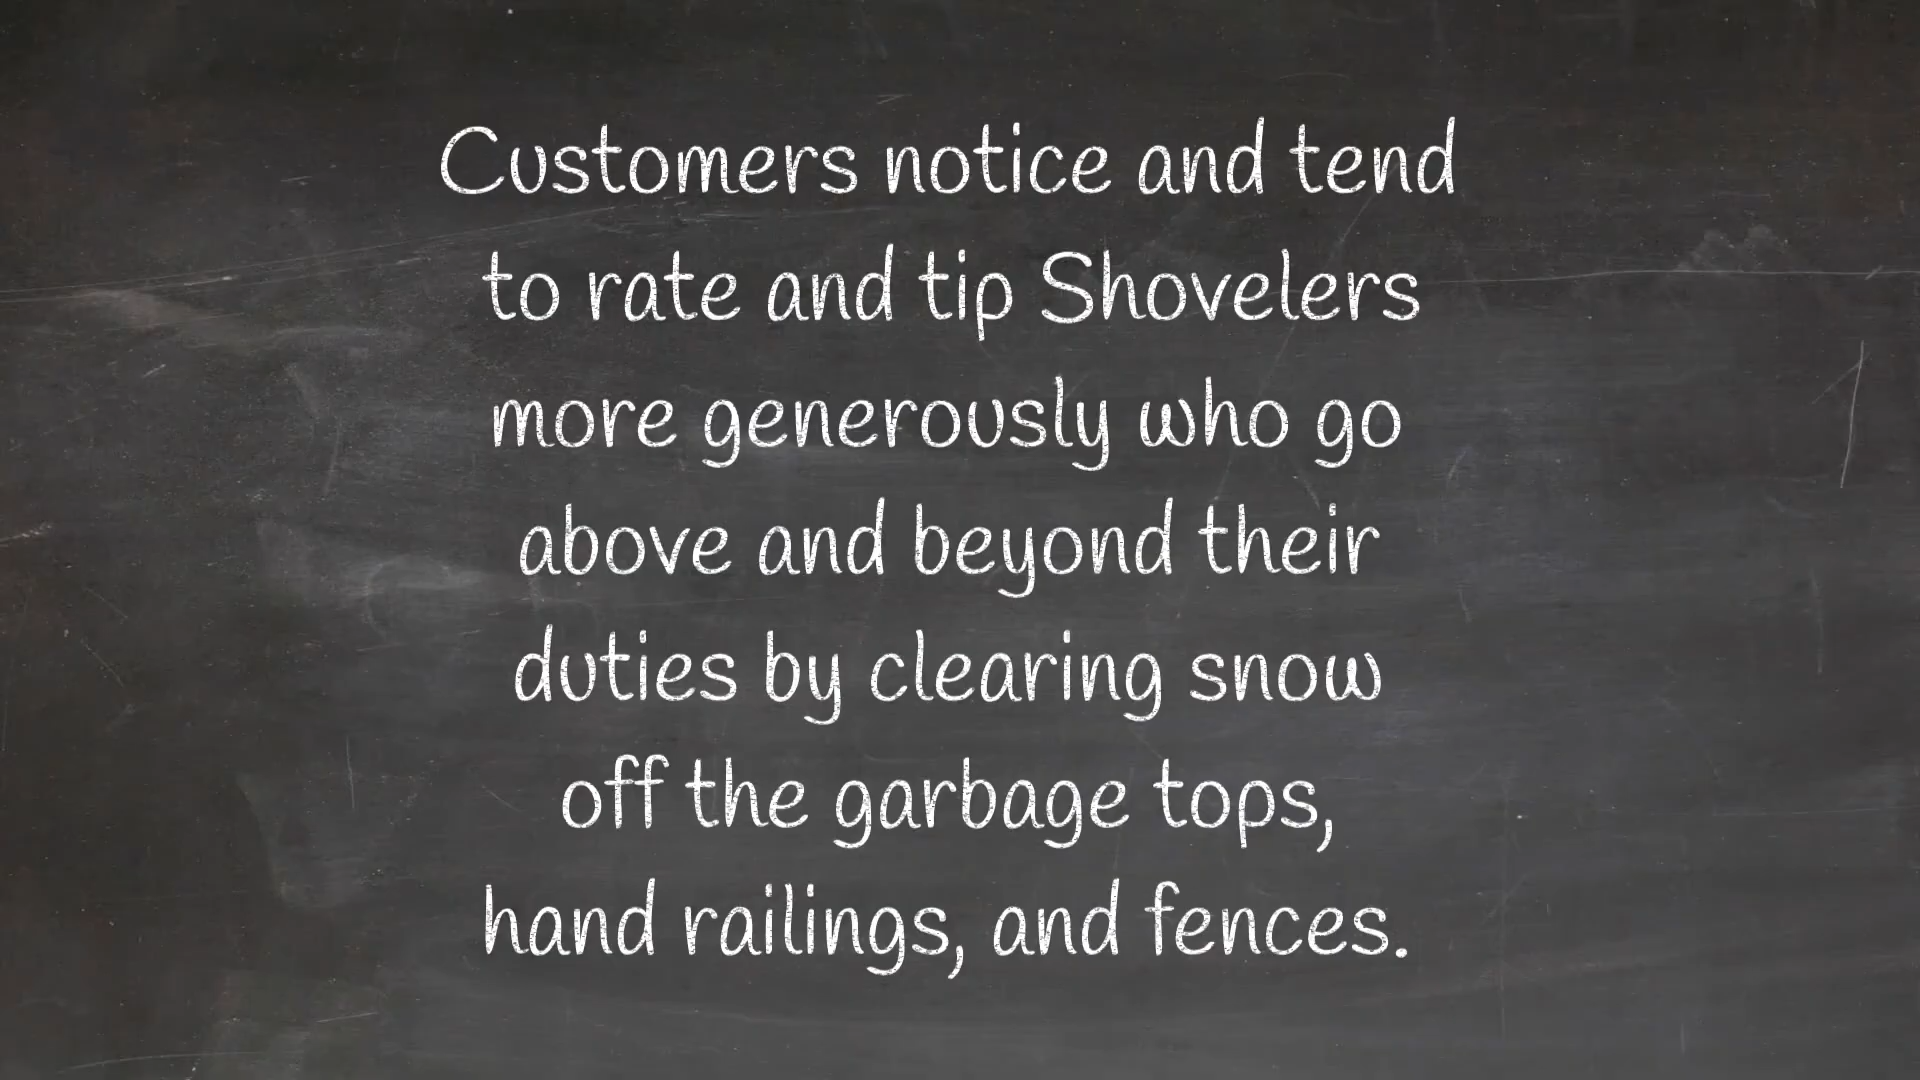 Customers notice and tend
to rate and tip Shovelers
more generously who go
above and beyond their
duties by clearing snow
off the garbage tops,
hand railings, and fences.